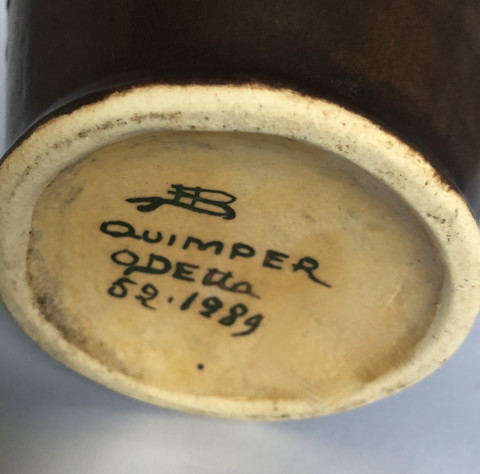 HB
QUIMPER
ODEtta
52.1989